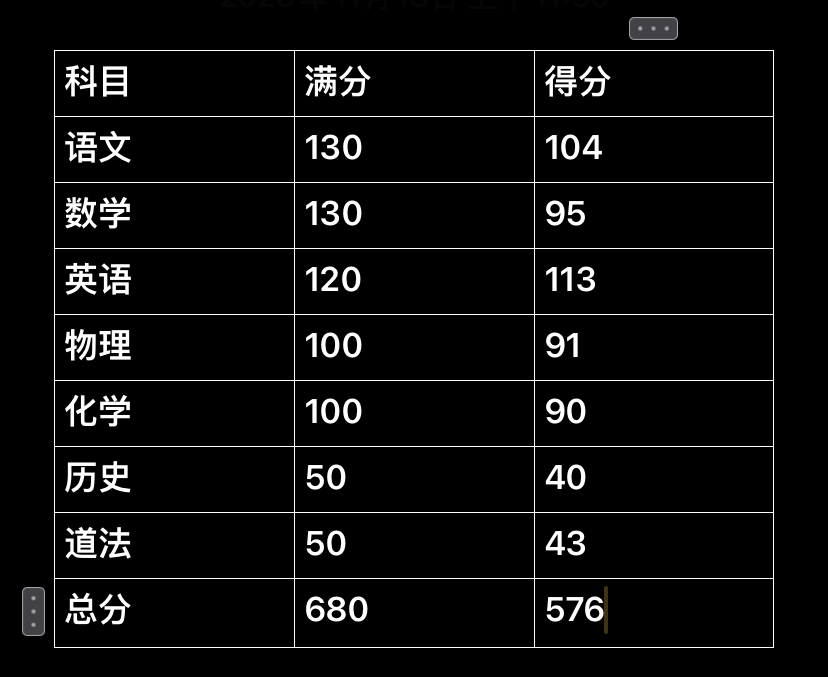 科目 满分 得分
语文 130 104
数学 130 95
英语 120 113
物理 100 91
化学 100 90
历史 50 40
道法 50 43
总分 680 576